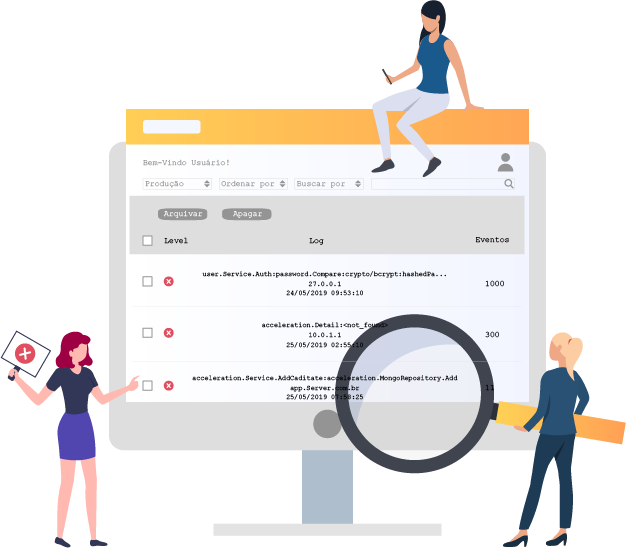 Bem-Vindo Usuário!
Produção Ordenar por Buscar por
Arquivar Apagar
Level Log Eventos
user.Service.Auth:password.Compare:crypto/bcrypt:hashedPa...
27.0.0.1 1000
24/05/2019 09:53:10
acceleration.Detail:<not_found>
10.0.1.1 300
25/05/2019 02:55:10
acceleration.Service.AddCaditate:acceleration.MongoRepository.Add
app.Server.com.br 11
25/05/2019 07:50:25